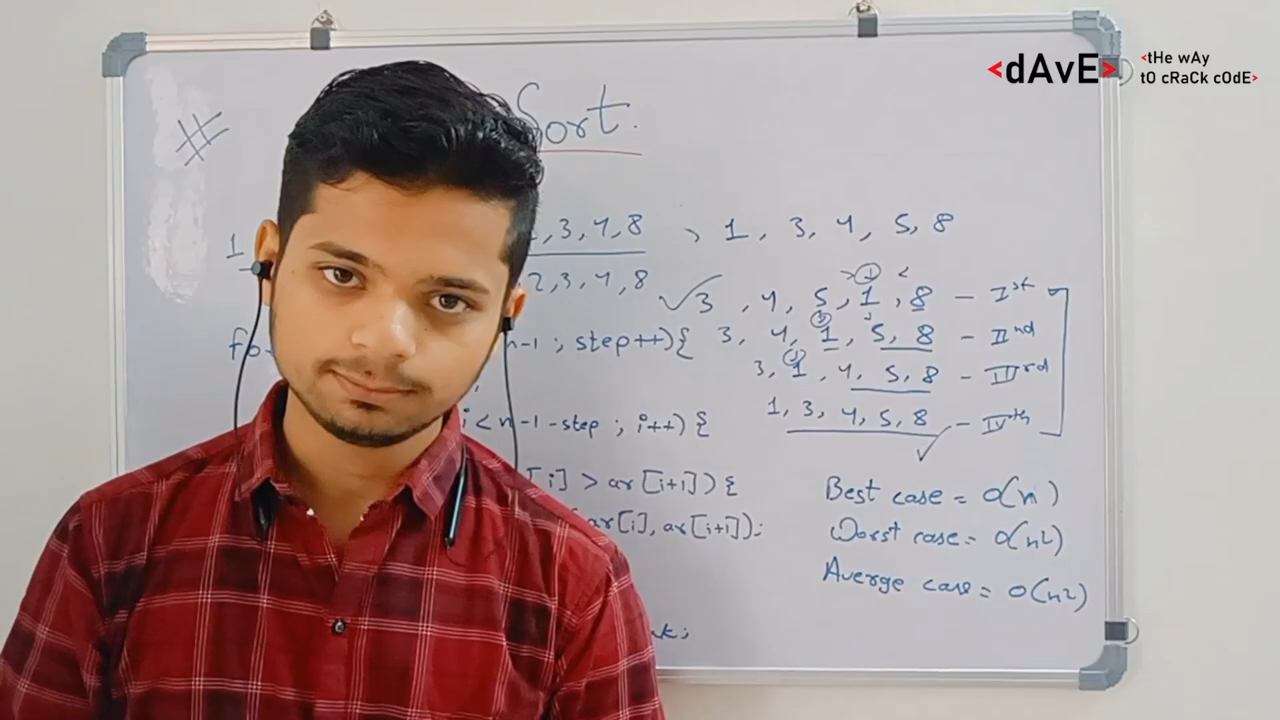 <dAvE> <tHe wAy
tO cRaCk cOdE>
# Sort.
1 ,3,4,8 , 1, 3, 4, 5, 8
2,3,4,8
3, 4, 5, 1, 8 - Ist
n-1 ; step++){ 3, 4, 1, 5, 8 - IInd
3, 1, 4, 5, 8 - IIIrd
1, 3, 4, 5, 8 - IVth
i < n-1-step ; i++) {
[i] > ar[i+1]) {
ar[i], ar[i+1]);
Best case = O(n)
Worst case = O(n2)
Averge case = O(n2)